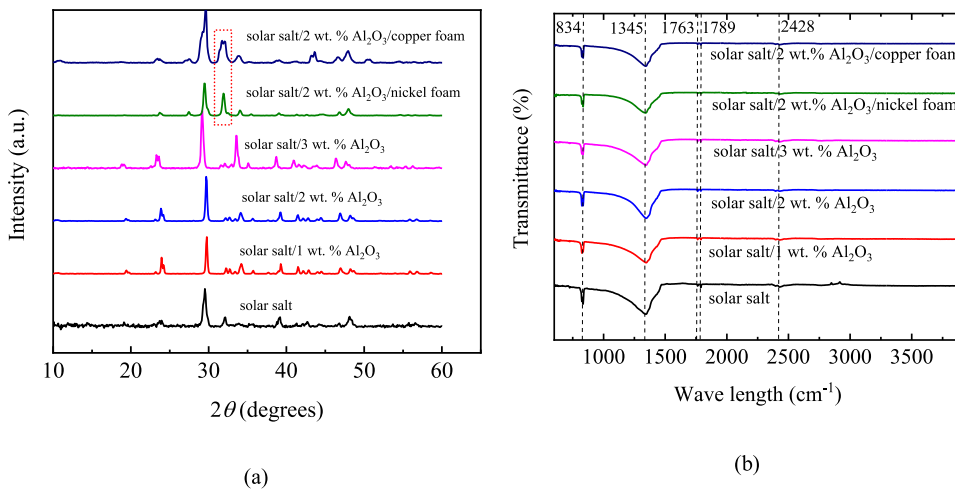 (a)
solar salt/2 wt. % Al₂O₃/copper foam
solar salt/2 wt. % Al₂O₃/nickel foam
solar salt/3 wt. % Al₂O₃
solar salt/2 wt. % Al₂O₃
solar salt/1 wt. % Al₂O₃
solar salt
Intensity (a.u.)
10 20 30 40 50 60
2θ (degrees)
(a)
(b)
834 1345 1763 1789 2428
solar salt/2 wt.% Al₂O₃/copper foam
solar salt/2 wt.% Al₂O₃/nickel foam
solar salt/3 wt. % Al₂O₃
solar salt/2 wt. % Al₂O₃
solar salt/1 wt. % Al₂O₃
solar salt
Transmittance (%)
1000 1500 2000 2500 3000 3500
Wave length (cm⁻¹)
(b)